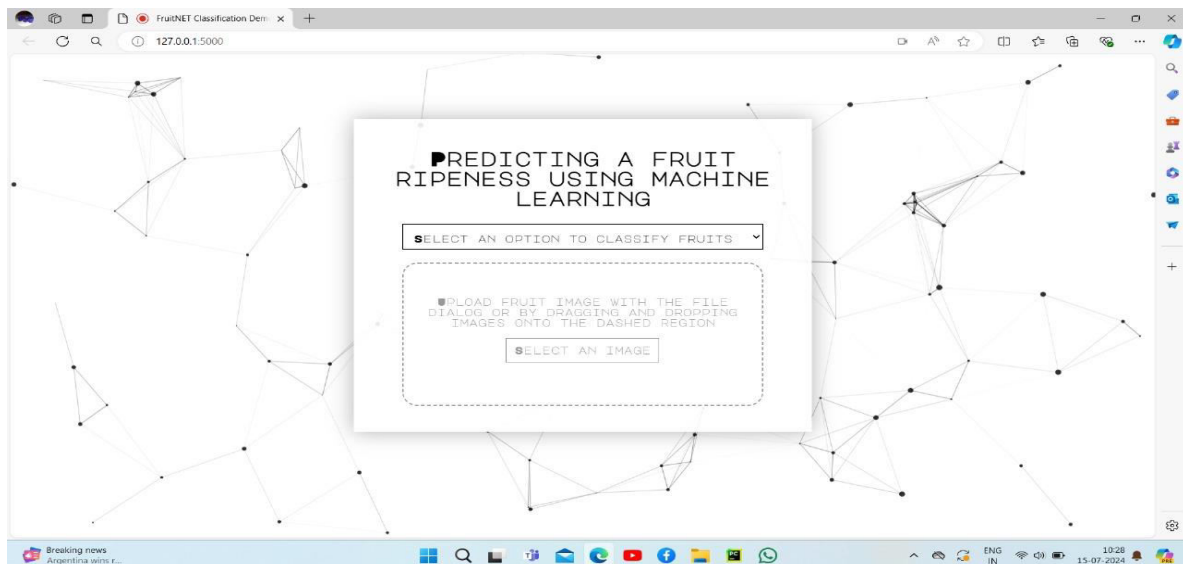 FruitNET Classification Dem
127.0.0.1:5000
PREDICTING A FRUIT
RIPENESS USING MACHINE
LEARNING
SELECT AN OPTION TO CLASSIFY FRUITS
UPLOAD FRUIT IMAGE WITH THE FILE
DIALOG OR BY DRAGGING AND DROPPING
IMAGES ONTO THE DASHED REGION
SELECT AN IMAGE
Breaking news
Argentina wins r...
ENG
IN
10:28
15-07-2024